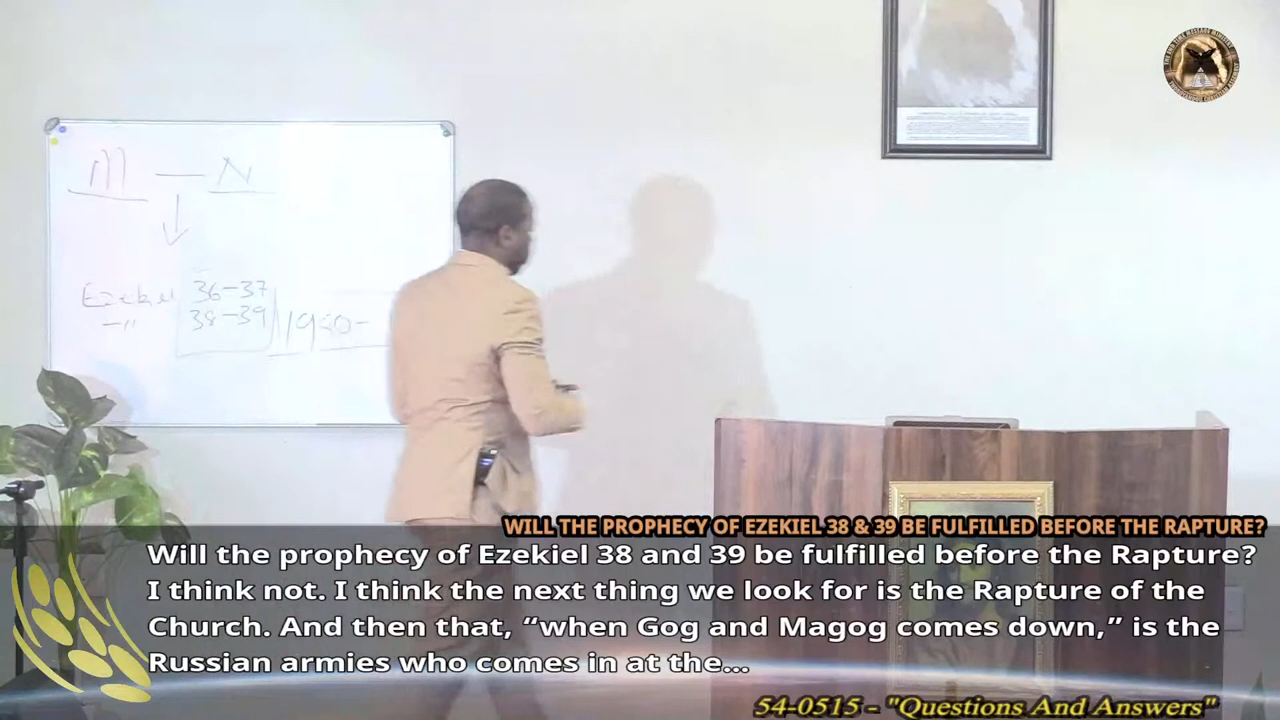 M — N
Ezekiel 36-37
-〃- 38-39
WILL THE PROPHECY OF EZEKIEL 38 & 39 BE FULFILLED BEFORE THE RAPTURE?
Will the prophecy of Ezekiel 38 and 39 be fulfilled before the Rapture?
I think not. I think the next thing we look for is the Rapture of the
Church. And then that, “when Gog and Magog comes down,” is the
Russian armies who comes in at the...
54-0515 - "Questions And Answers"